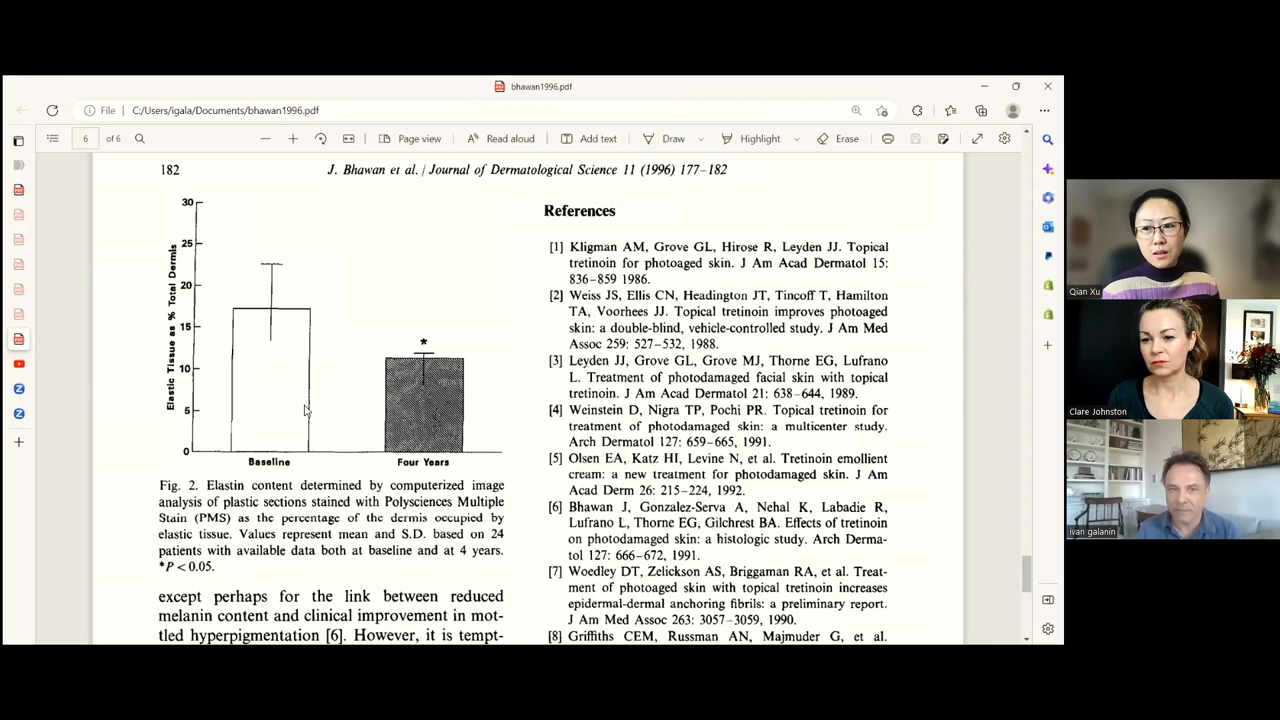 bhawan1996.pdf
File
C:/Users/igala/Documents/bhawan1996.pdf
6
of 6
Page view
Read aloud
Add text
Draw
Highlight
Erase
182
J. Bhawan et al. / Journal of Dermatological Science 11 (1996) 177-182
Elastic Tissue as % Total Dermis
30
25
20
15
10
5
0
*
Baseline
Four Years
Fig. 2. Elastin content determined by computerized image
analysis of plastic sections stained with Polysciences Multiple
Stain (PMS) as the percentage of the dermis occupied by
elastic tissue. Values represent mean and S.D. based on 24
patients with available data both at baseline and at 4 years.
*P < 0.05.
except perhaps for the link between reduced
melanin content and clinical improvement in mot-
tled hyperpigmentation [6]. However, it is tempt-
References
[1] Kligman AM, Grove GL, Hirose R, Leyden JJ. Topical
tretinoin for photoaged skin. J Am Acad Dermatol 15:
836–859 1986.
[2] Weiss JS, Ellis CN, Headington JT, Tincoff T, Hamilton
TA, Voorhees JJ. Topical tretinoin improves photoaged
skin: a double-blind, vehicle-controlled study. J Am Med
Assoc 259: 527–532, 1988.
[3] Leyden JJ, Grove GL, Grove MJ, Thorne EG, Lufrano
L. Treatment of photodamaged facial skin with topical
tretinoin. J Am Acad Dermatol 21: 638–644, 1989.
[4] Weinstein D, Nigra TP, Pochi PR. Topical tretinoin for
treatment of photodamaged skin: a multicenter study.
Arch Dermatol 127: 659–665, 1991.
[5] Olsen EA, Katz HI, Levine N, et al. Tretinoin emollient
cream: a new treatment for photodamaged skin. J Am
Acad Derm 26: 215–224, 1992.
[6] Bhawan J, Gonzalez-Serva A, Nehal K, Labadie R,
Lufrano L, Thorne EG, Gilchrest BA. Effects of tretinoin
on photodamaged skin: a histologic study. Arch Derma-
tol 127: 666–672, 1991.
[7] Woedley DT, Zelickson AS, Briggaman RA, et al. Treat-
ment of photoaged skin with topical tretinoin increases
epidermal-dermal anchoring fibrils: a preliminary report.
J Am Med Assoc 263: 3057–3059, 1990.
[8] Griffiths CEM, Russman AN, Majmuder G, et al.
Qian Xu
Clare Johnston
ivan galanin